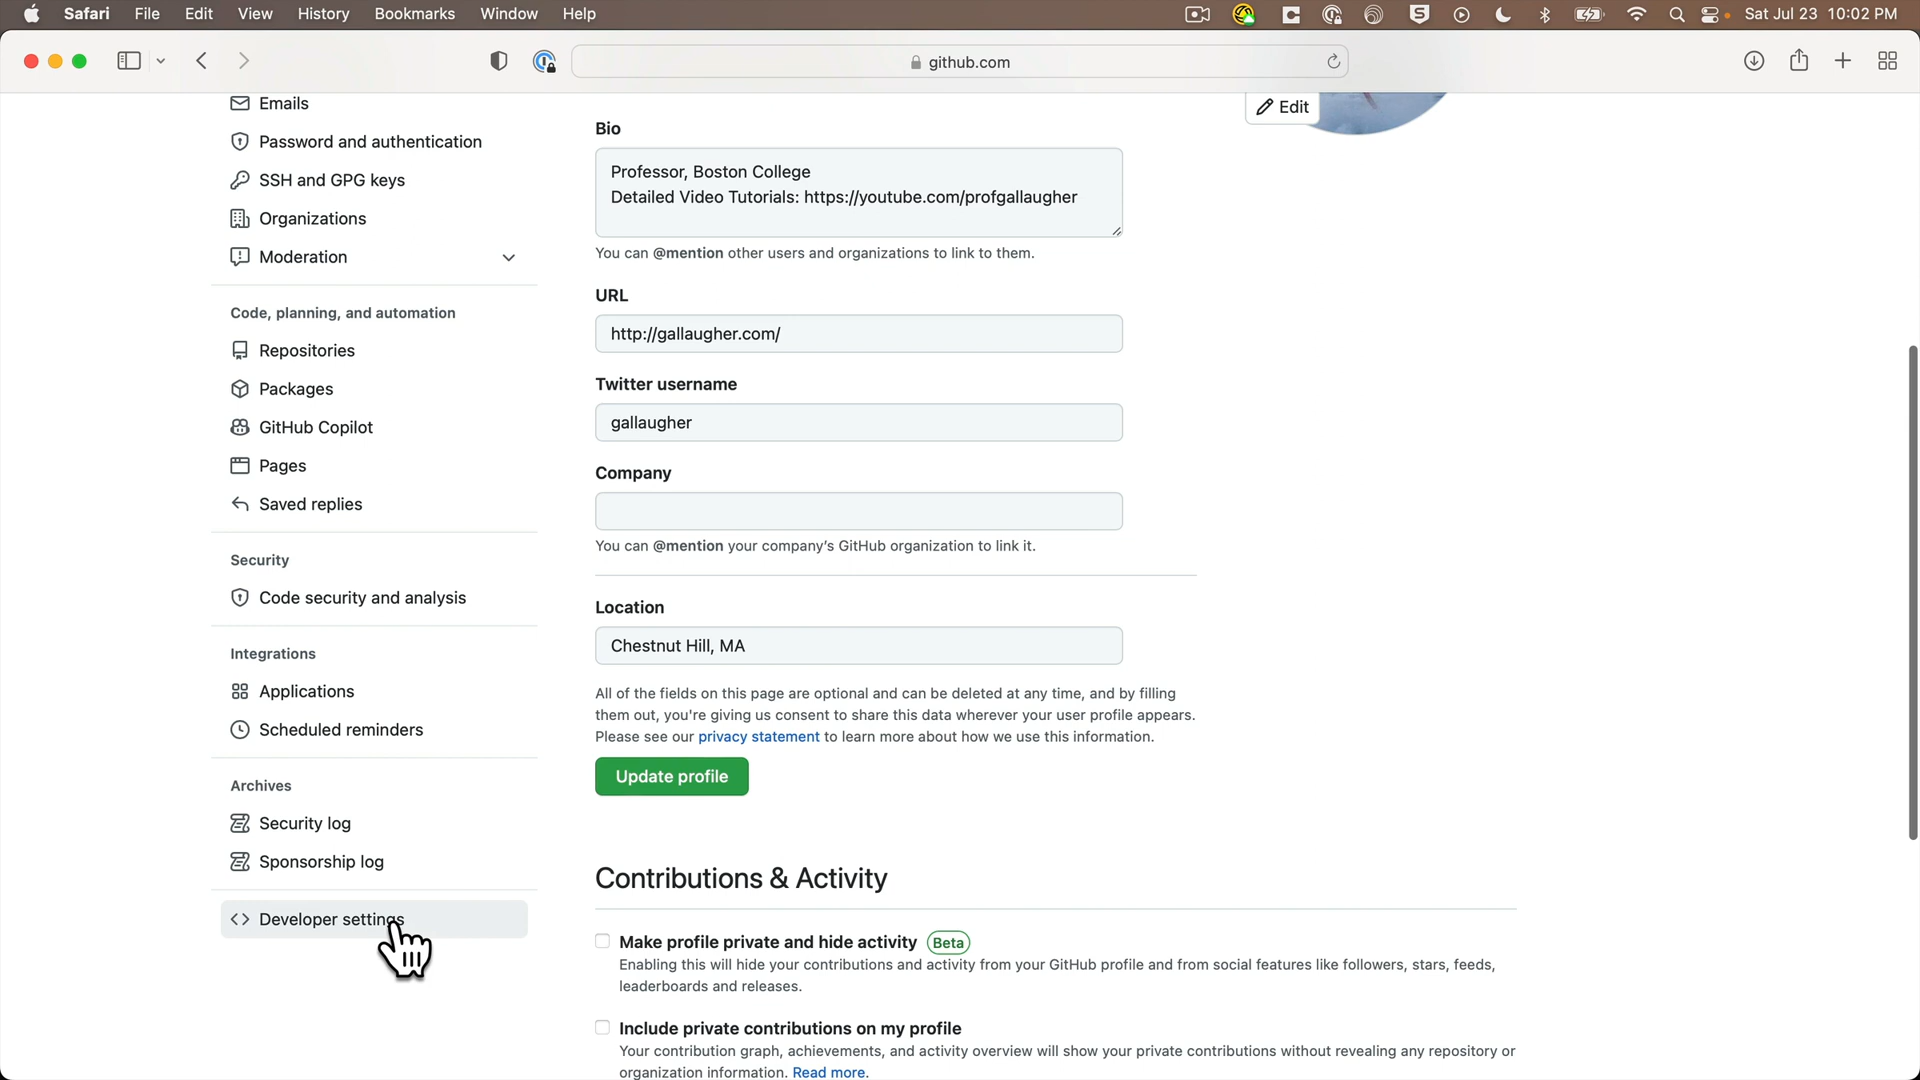 Safari File Edit View History Bookmarks Window Help Sat Jul 23 10:02 PM
github.com
Emails
Password and authentication
SSH and GPG keys
Organizations
Moderation
Code, planning, and automation
Repositories
Packages
GitHub Copilot
Pages
Saved replies
Security
Code security and analysis
Integrations
Applications
Scheduled reminders
Archives
Security log
Sponsorship log
Developer settings
Edit
Bio
Professor, Boston College
Detailed Video Tutorials: https://youtube.com/profgallaugher
You can @mention other users and organizations to link to them.
URL
http://gallaugher.com/
Twitter username
gallaugher
Company
You can @mention your company's GitHub organization to link it.
Location
Chestnut Hill, MA
All of the fields on this page are optional and can be deleted at any time, and by filling
them out, you're giving us consent to share this data wherever your user profile appears.
Please see our privacy statement to learn more about how we use this information.
Update profile
Contributions & Activity
Make profile private and hide activity Beta
Enabling this will hide your contributions and activity from your GitHub profile and from social features like followers, stars, feeds,
leaderboards and releases.
Include private contributions on my profile
Your contribution graph, achievements, and activity overview will show your private contributions without revealing any repository or
organization information. Read more.